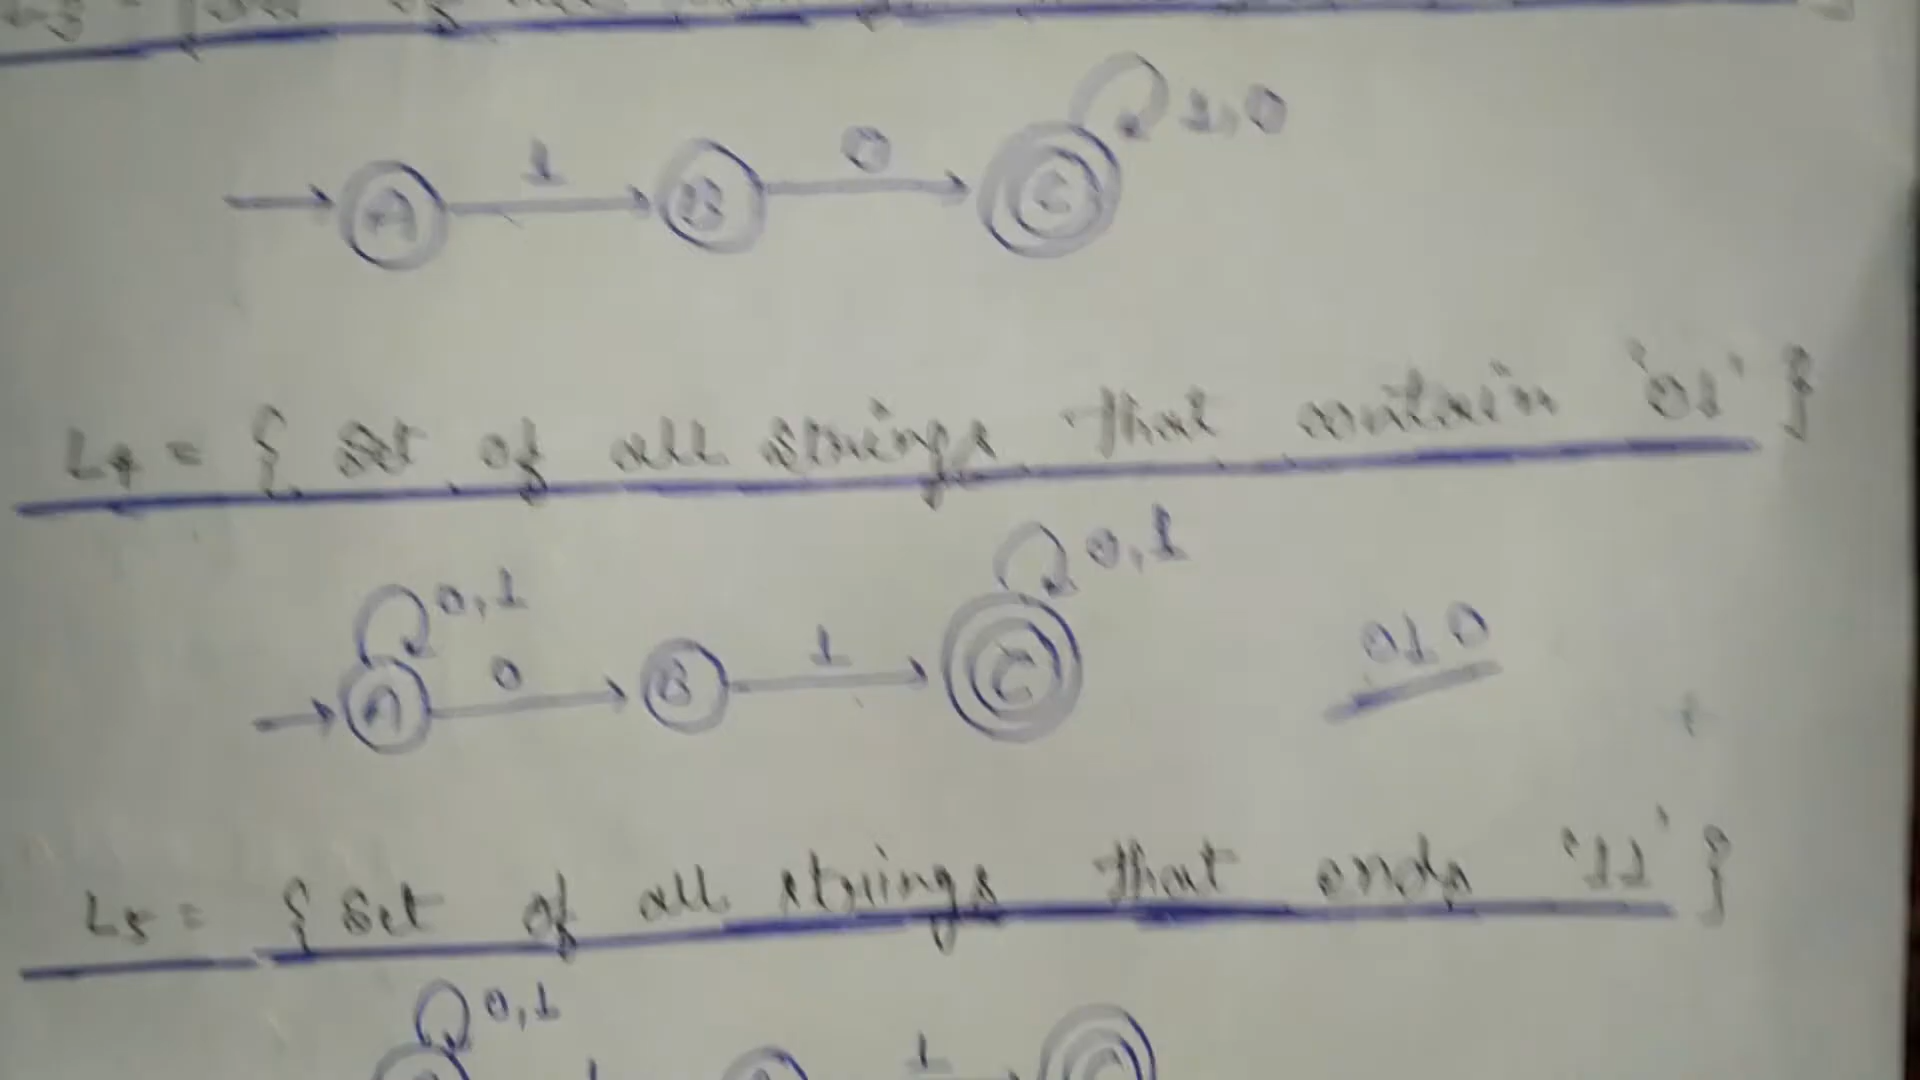 1 0 1,0
A B C
L4 = { set of all strings that contain '01' }
0,1 0 1 0,1
A B C 010
L5 = { set of all strings that ends '11' }
0,1 1 1